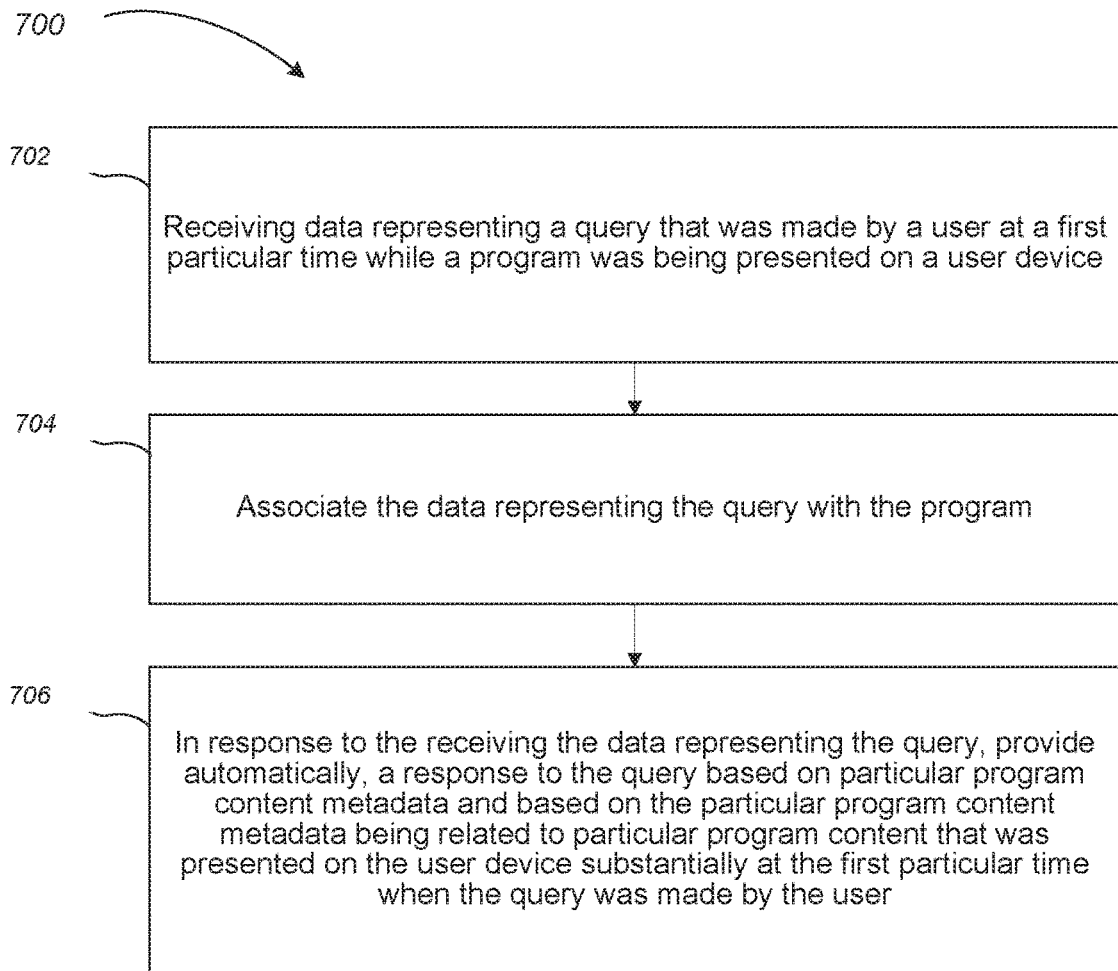 700
702
Receiving data representing a query that was made by a user at a first
particular time while a program was being presented on a user device
704
Associate the data representing the query with the program
706
In response to the receiving the data representing the query, provide
automatically, a response to the query based on particular program
content metadata and based on the particular program content
metadata being related to particular program content that was
presented on the user device substantially at the first particular time
when the query was made by the user